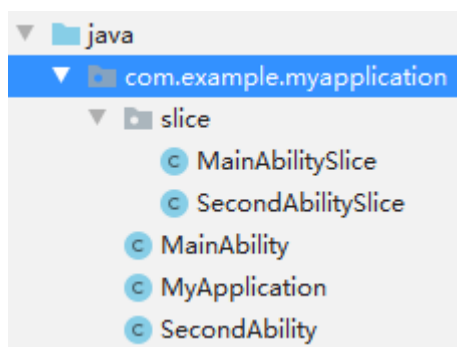 java
com.example.myapplication
slice
C MainAbilitySlice
C SecondAbilitySlice
C MainAbility
C MyApplication
C SecondAbility